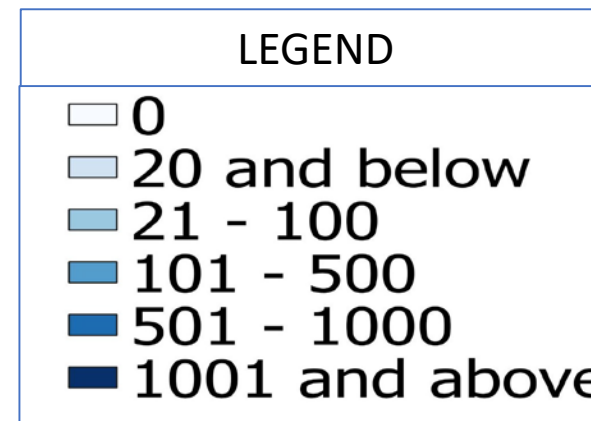 LEGEND
0
20 and below
21 - 100
101 - 500
501 - 1000
1001 and above